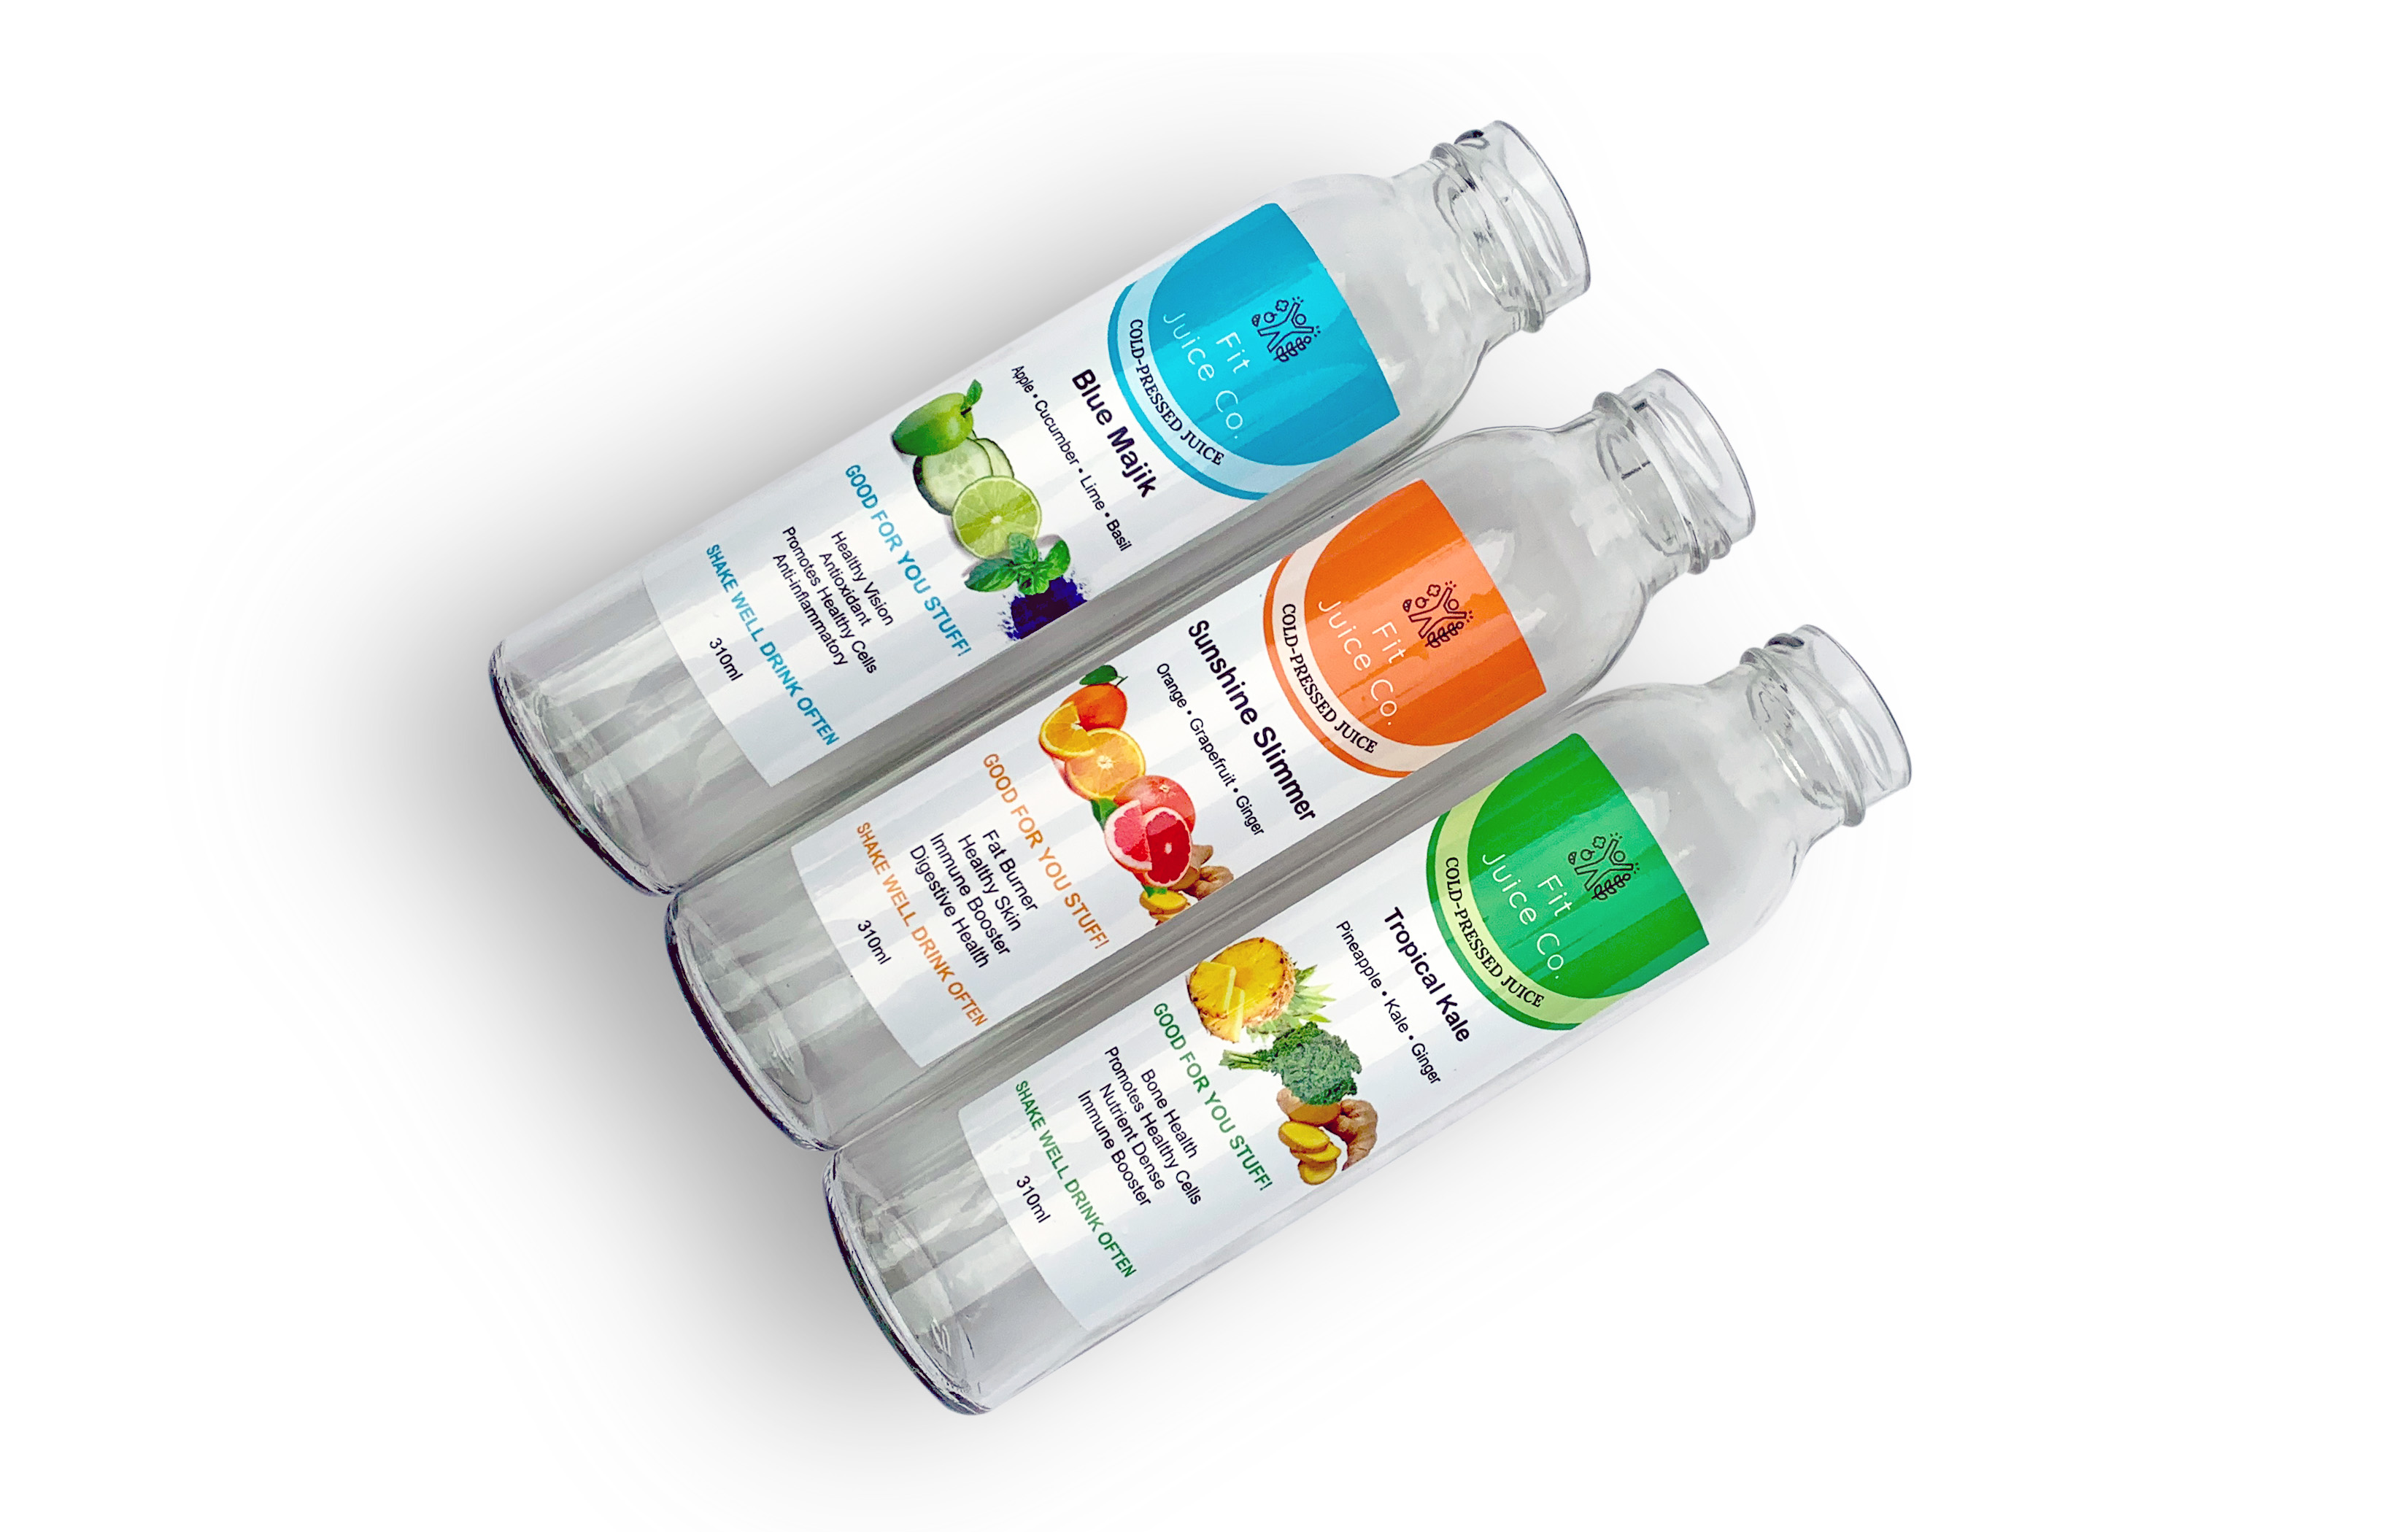 Fit
Juice Co.
COLD-PRESSED JUICE
Blue Majik
Apple • Cucumber • Lime • Basil
GOOD FOR YOU STUFF!
Healthy Vision
Antioxidant
Promotes Healthy Cells
Anti-inflammatory
310ml
SHAKE WELL DRINK OFTEN
Fit
Juice Co.
COLD-PRESSED JUICE
Sunshine Slimmer
Orange • Grapefruit • Ginger
GOOD FOR YOU STUFF!
Fat Burner
Healthy Skin
Immune Booster
Digestive Health
310ml
SHAKE WELL DRINK OFTEN
Fit
Juice Co.
COLD-PRESSED JUICE
Tropical Kale
Pineapple • Kale • Ginger
GOOD FOR YOU STUFF!
Bone Health
Promotes Healthy Cells
Nutrient Dense
Immune Booster
310ml
SHAKE WELL DRINK OFTEN